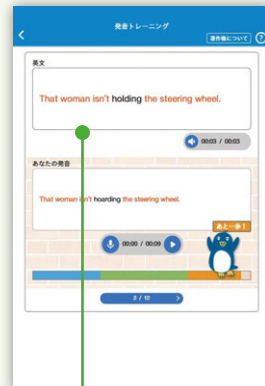 発音トレーニング
著作権について ?
英文
That woman isn't holding the steering wheel.
00:03 / 00:03
あなたの発音
That woman isn't hoarding the steering wheel.
00:00 / 00:09
あと一歩！
2 / 12